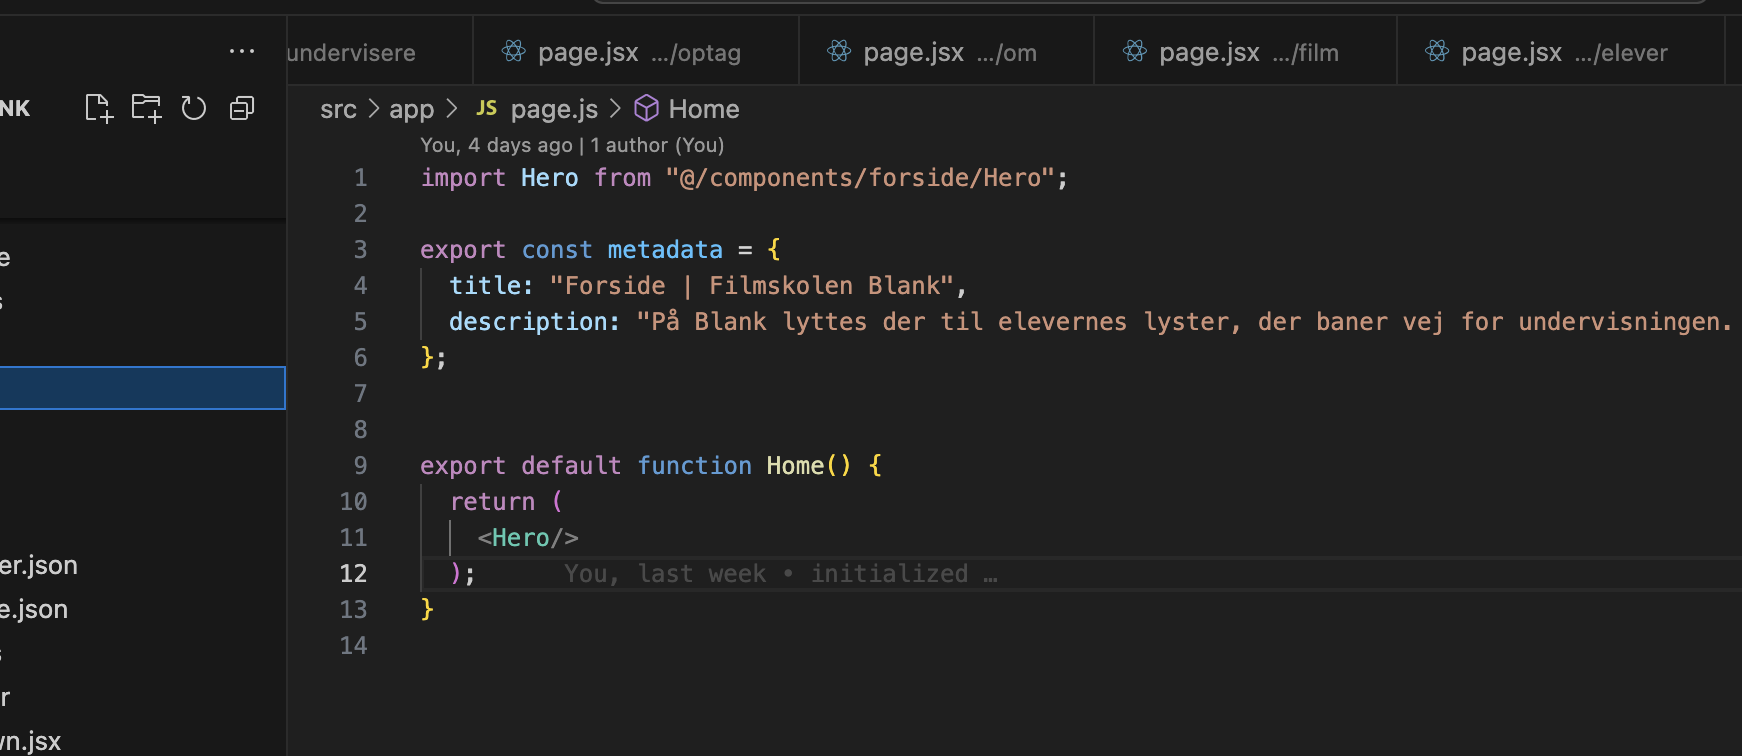 undervisere page.jsx .../optag page.jsx .../om page.jsx .../film page.jsx .../elever
NK
src > app > JS page.js > Home
You, 4 days ago | 1 author (You)
1 import Hero from "@/components/forside/Hero";
2
3 export const metadata = {
4 title: "Forside | Filmskolen Blank",
5 description: "På Blank lyttes der til elevernes lyster, der baner vej for undervisningen.
6 };
7
8
9 export default function Home() {
10 return (
11 <Hero/>
12 ); You, last week • initialized …
13 }
14
e
er.json
e.json
r
wn.jsx